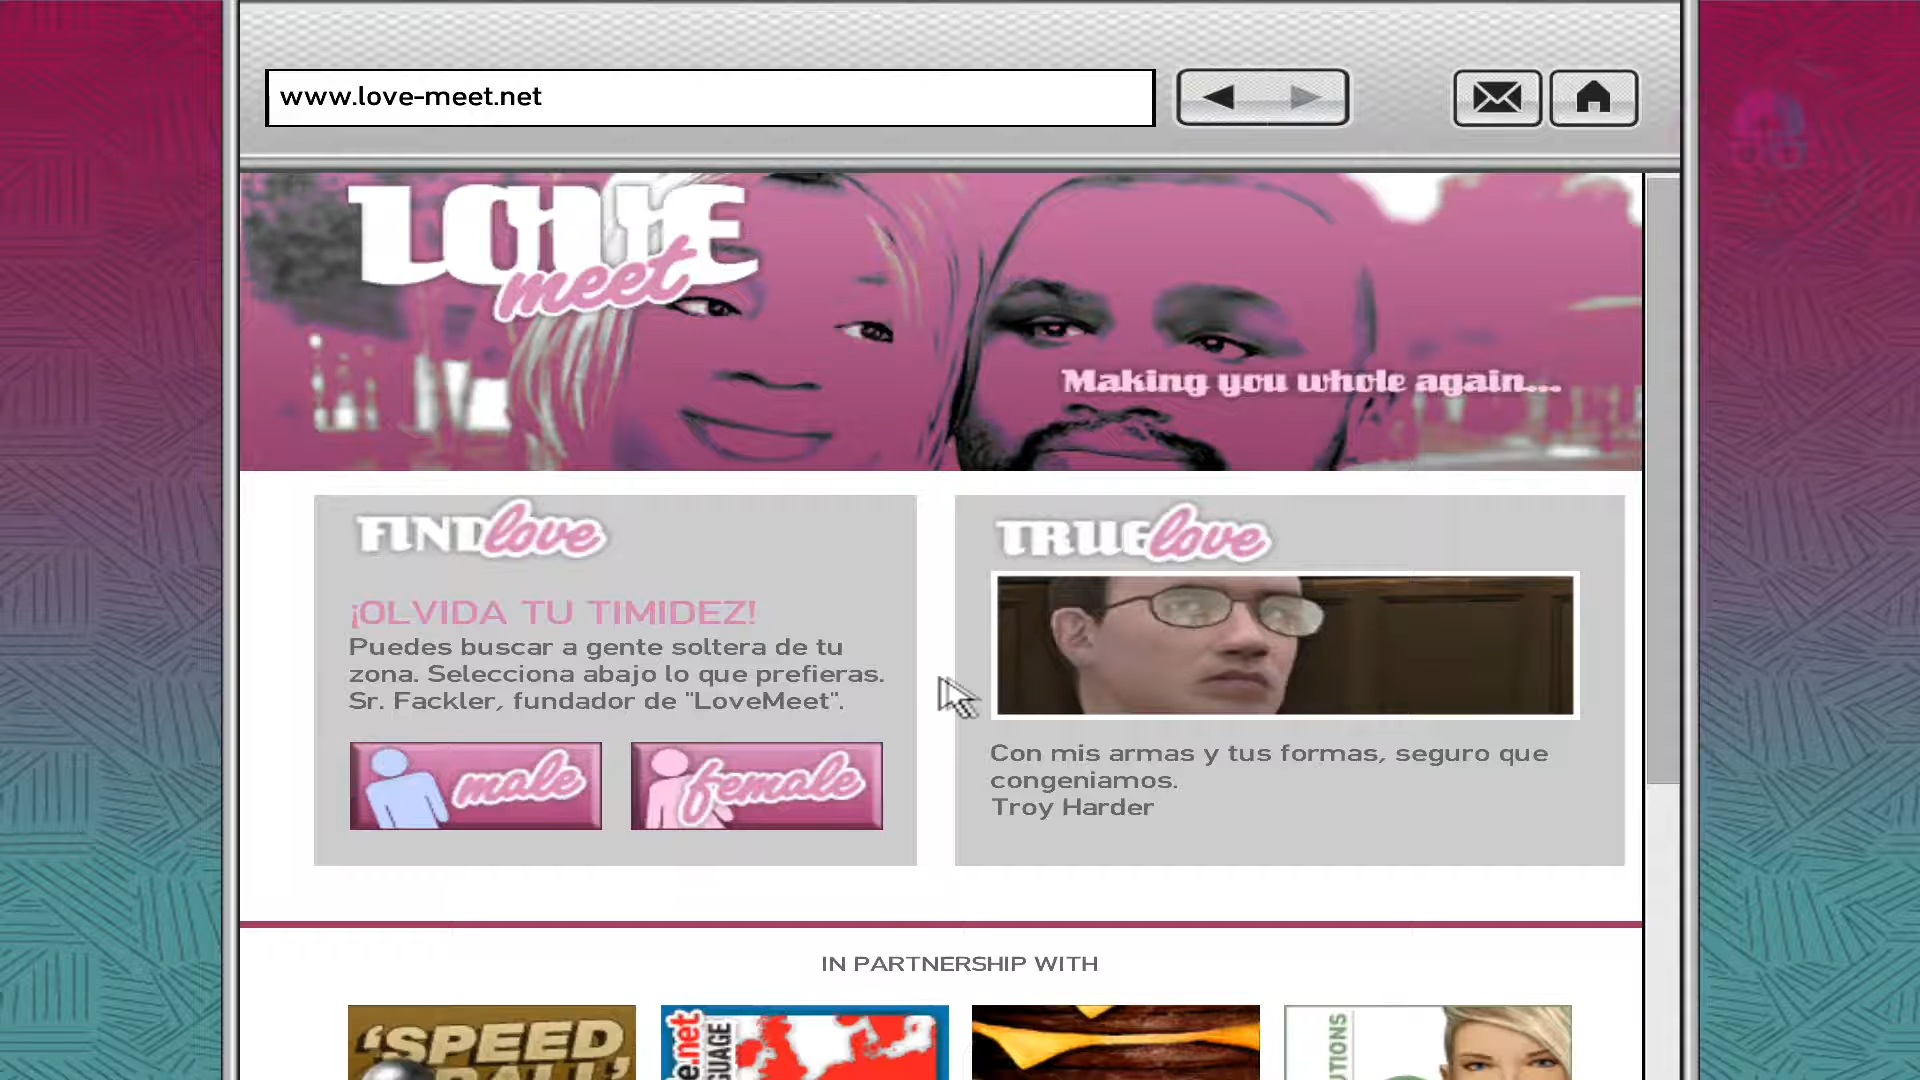 www.love-meet.net
LOVE
meet
Making you whole again...
FIND love
¡OLVIDA TU TIMIDEZ!
Puedes buscar a gente soltera de tu
zona. Selecciona abajo lo que prefieras.
Sr. Fackler, fundador de "LoveMeet".
male
female
TRUE love
Con mis armas y tus formas, seguro que
congeniamos.
Troy Harder
IN PARTNERSHIP WITH
'SPEED
BALL'